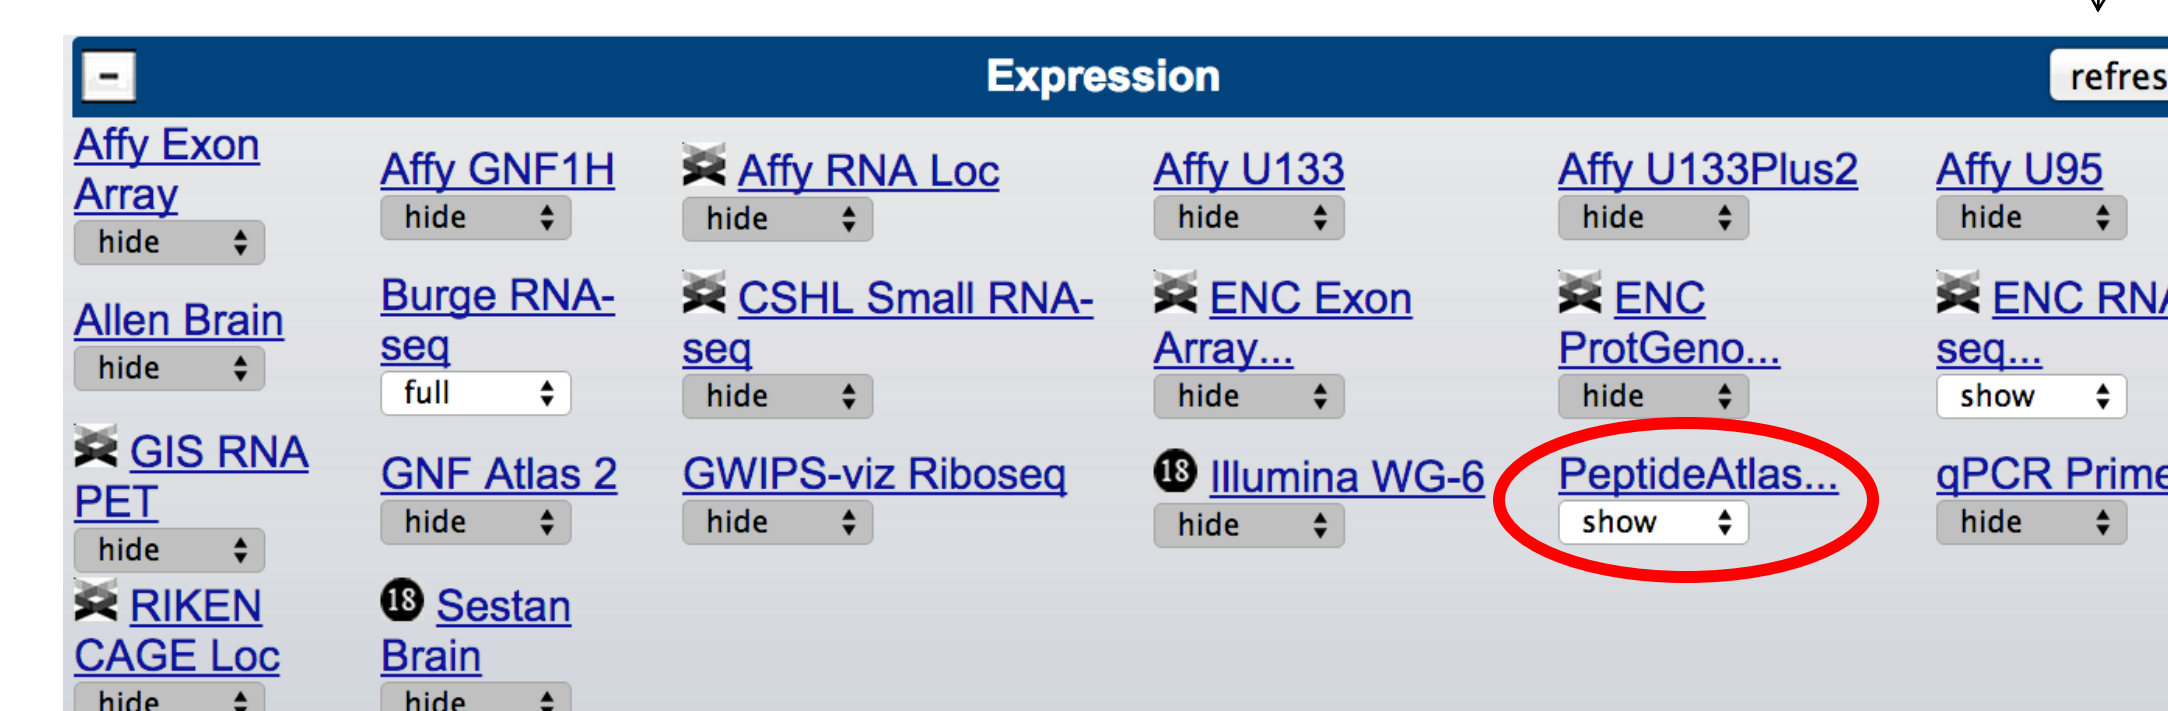 -
Expression
refres
Affy Exon
Array
hide
Affy GNF1H
hide
Affy RNA Loc
hide
Affy U133
hide
Affy U133Plus2
hide
Affy U95
hide
Allen Brain
hide
Burge RNA-
seq
full
CSHL Small RNA-
seq
hide
ENC Exon
Array...
hide
ENC
ProtGeno...
hide
ENC RNA
seq...
show
GIS RNA
PET
hide
GNF Atlas 2
hide
GWIPS-viz Riboseq
hide
18 Illumina WG-6
hide
PeptideAtlas...
show
qPCR Prime
hide
RIKEN
CAGE Loc
hide
18 Sestan
Brain
hide